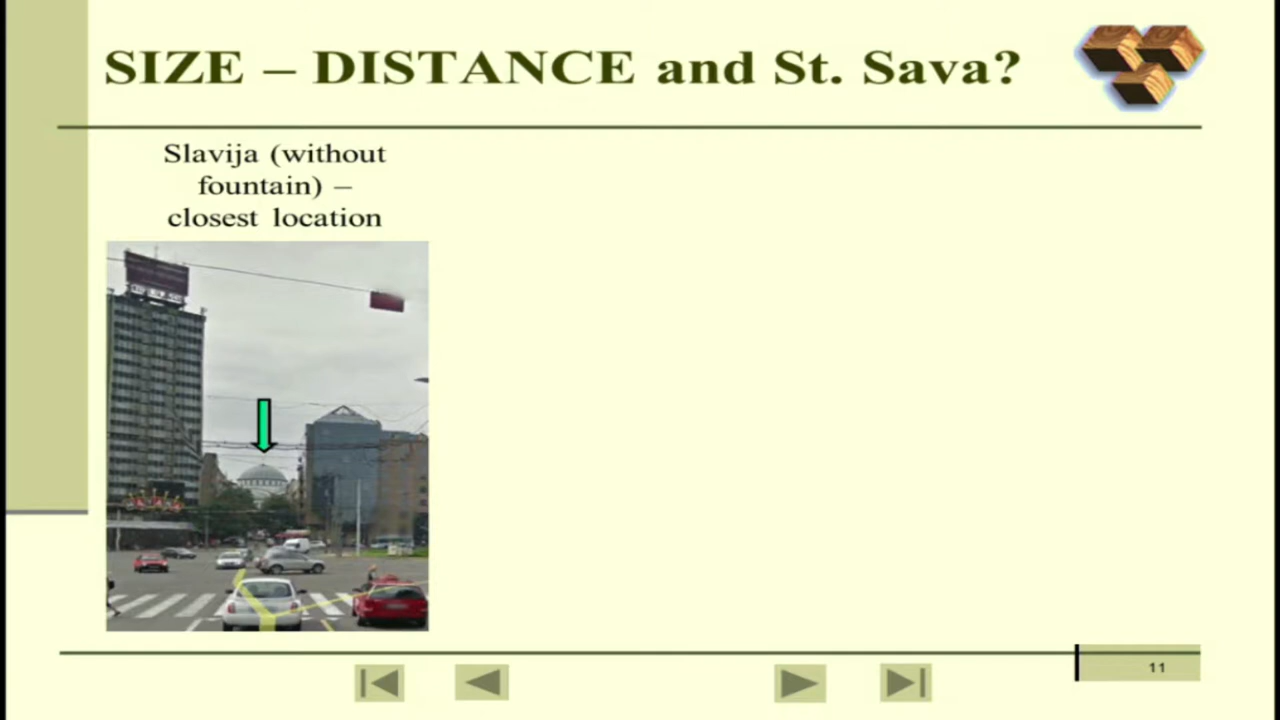 SIZE – DISTANCE and St. Sava?
Slavija (without
fountain) –
closest location
11